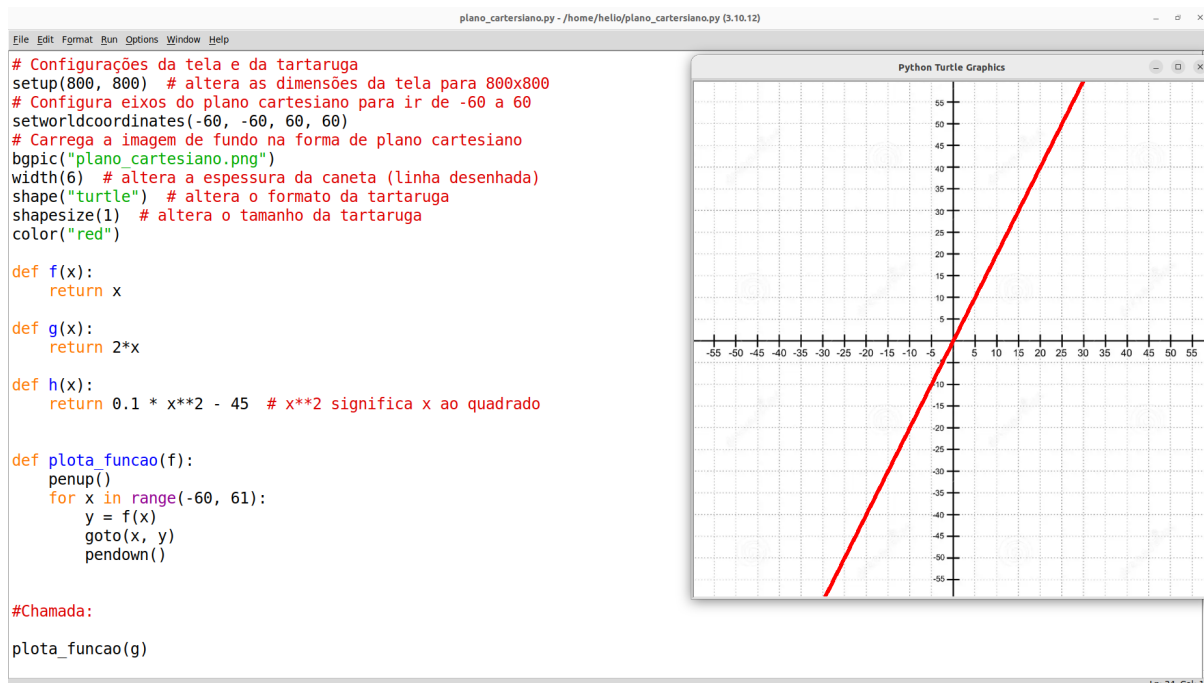 plano_cartersiano.py - /home/helio/plano_cartersiano.py (3.10.12)
File Edit Format Run Options Window Help
# Configurações da tela e da tartaruga
setup(800, 800)  # altera as dimensões da tela para 800x800
# Configura eixos do plano cartesiano para ir de -60 a 60
setworldcoordinates(-60, -60, 60, 60)
# Carrega a imagem de fundo na forma de plano cartesiano
bgpic("plano_cartesiano.png")
width(6)  # altera a espessura da caneta (linha desenhada)
shape("turtle")  # altera o formato da tartaruga
shapesize(1)  # altera o tamanho da tartaruga
color("red")
def f(x):
    return x
def g(x):
    return 2*x
def h(x):
    return 0.1 * x**2 - 45  # x**2 significa x ao quadrado
def plota_funcao(f):
    penup()
    for x in range(-60, 61):
        y = f(x)
        goto(x, y)
        pendown()
#Chamada:
plota_funcao(g)
Python Turtle Graphics
55
50
45
40
35
30
25
20
15
10
5
-55 -50 -45 -40 -35 -30 -25 -20 -15 -10 -5 5 10 15 20 25 30 35 40 45 50 55
-10
-15
-20
-25
-30
-35
-40
-45
-50
-55